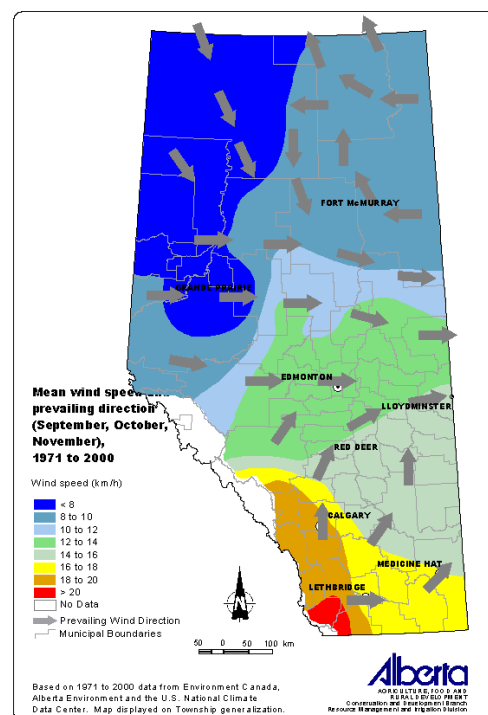 FORT McMURRAY
GRANDE PRAIRIE
EDMONTON
LLOYDMINSTER
RED DEER
CALGARY
MEDICINE HAT
LETHBRIDGE
Mean wind speed and
prevailing direction
(September, October,
November),
1971 to 2000
Wind speed (km/h)
< 8
8 to 10
10 to 12
12 to 14
14 to 16
16 to 18
18 to 20
> 20
No Data
Prevailing Wind Direction
Municipal Boundaries
N
50 0 50 100 km
Based on 1971 to 2000 data from Environment Canada,
Alberta Environment and the U.S. National Climate
Data Center. Map displayed on Township generalization.
Alberta
AGRICULTURE, FOOD AND
RURAL DEVELOPMENT
Conservation and Development Branch
Resource Management and Irrigation Division